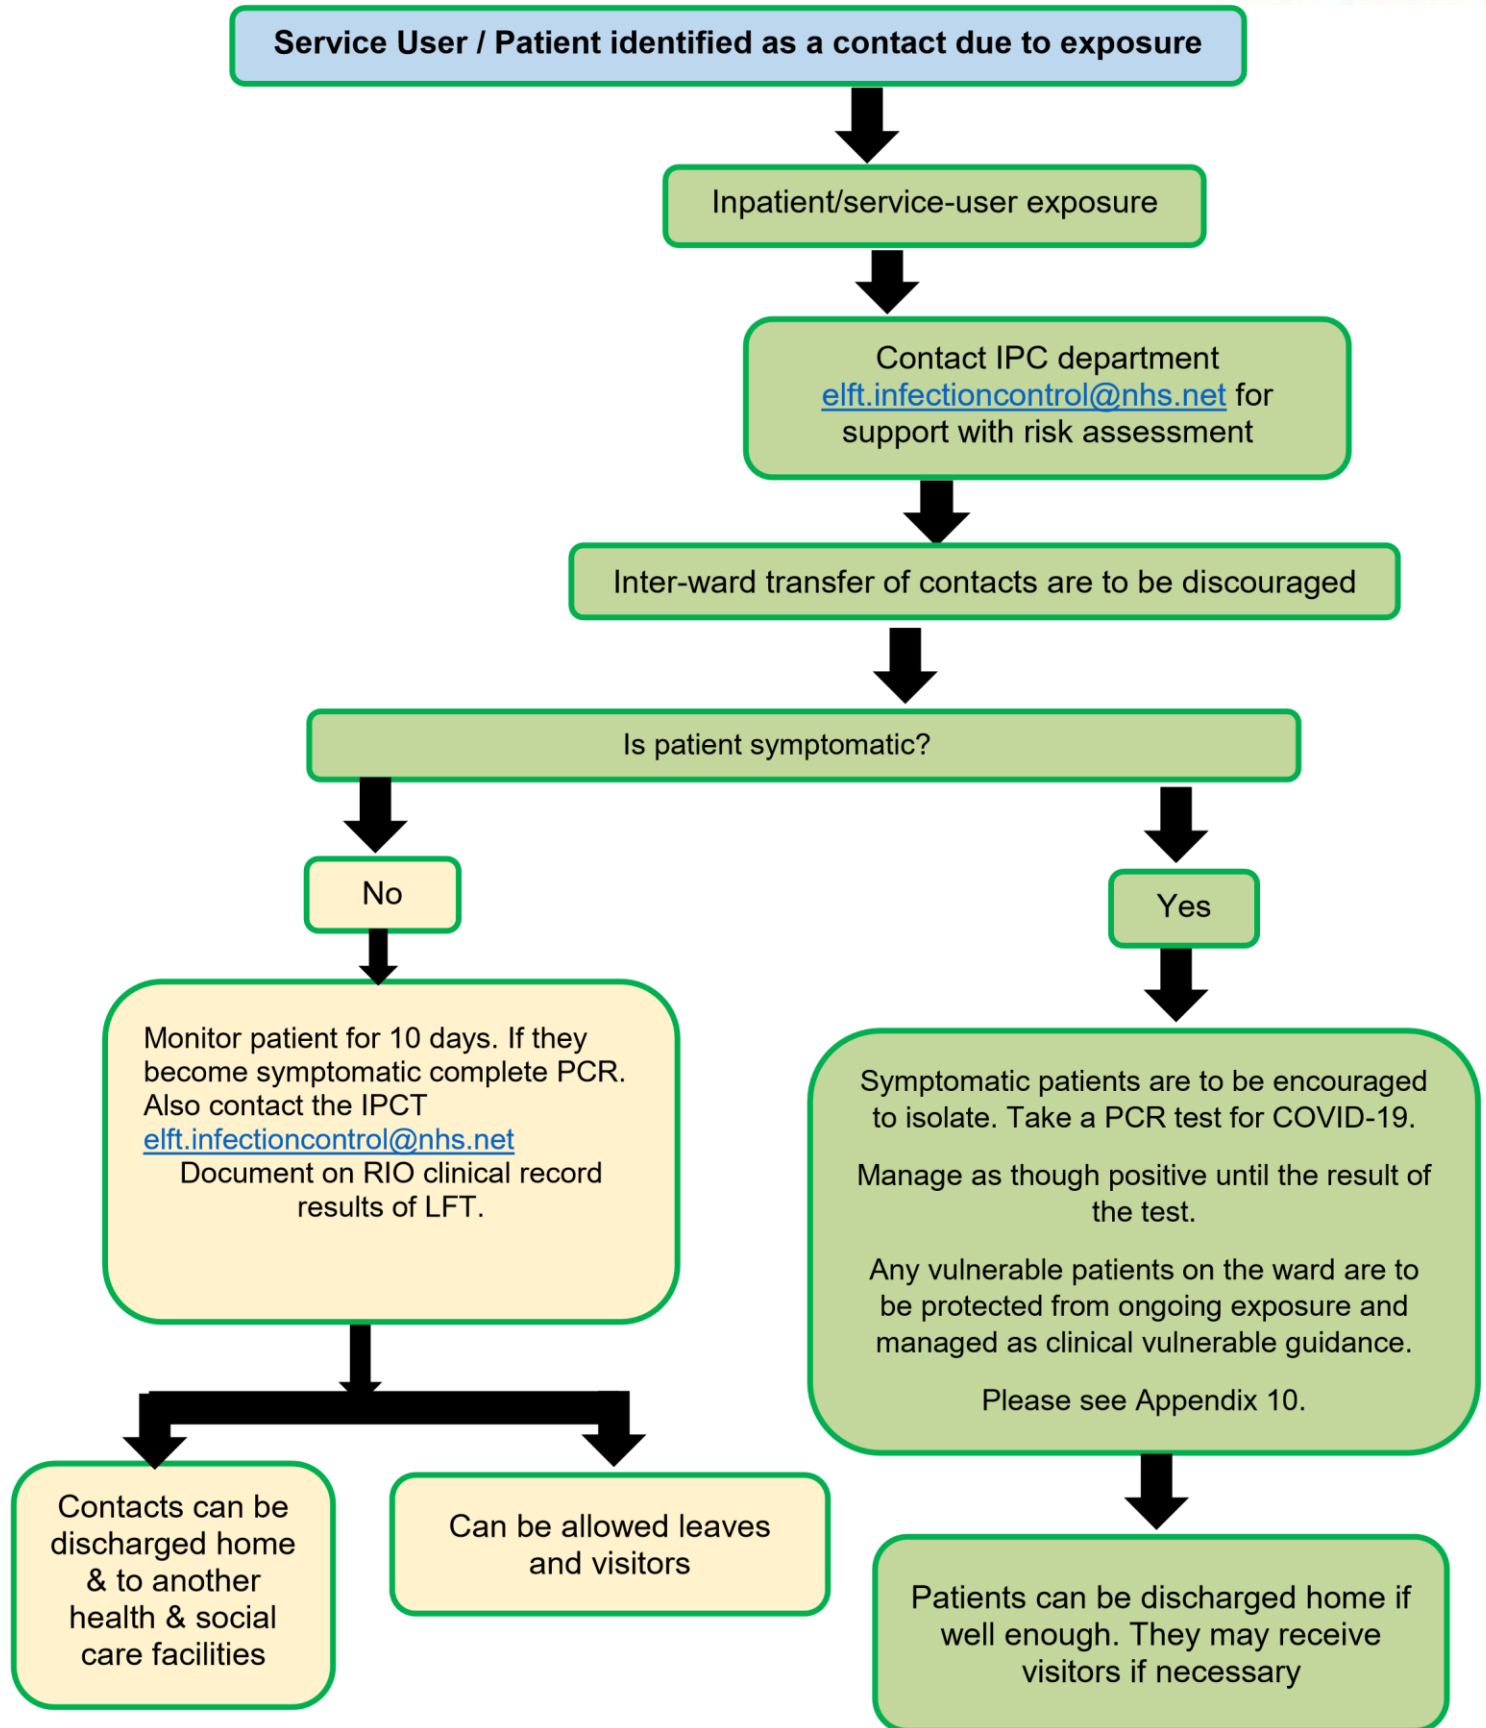 Service User / Patient identified as a contact due to exposure
Inpatient/service-user exposure
Contact IPC department
elft.infectioncontrol@nhs.net for
support with risk assessment
Inter-ward transfer of contacts are to be discouraged
Is patient symptomatic?
No
Monitor patient for 10 days. If they
become symptomatic complete PCR.
Also contact the IPCT
elft.infectioncontrol@nhs.net
Document on RIO clinical record
results of LFT.
Contacts can be
discharged home
& to another
health & social
care facilities
Can be allowed leaves
and visitors
Yes
Symptomatic patients are to be encouraged
to isolate. Take a PCR test for COVID-19.
Manage as though positive until the result of
the test.
Any vulnerable patients on the ward are to
be protected from ongoing exposure and
managed as clinical vulnerable guidance.
Please see Appendix 10.
Patients can be discharged home if
well enough. They may receive
visitors if necessary